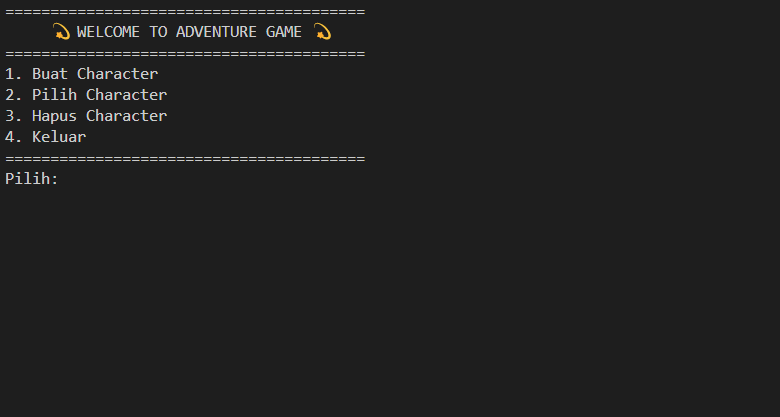 ========================================
💫 WELCOME TO ADVENTURE GAME 💫
========================================
1. Buat Character
2. Pilih Character
3. Hapus Character
4. Keluar
========================================
Pilih: